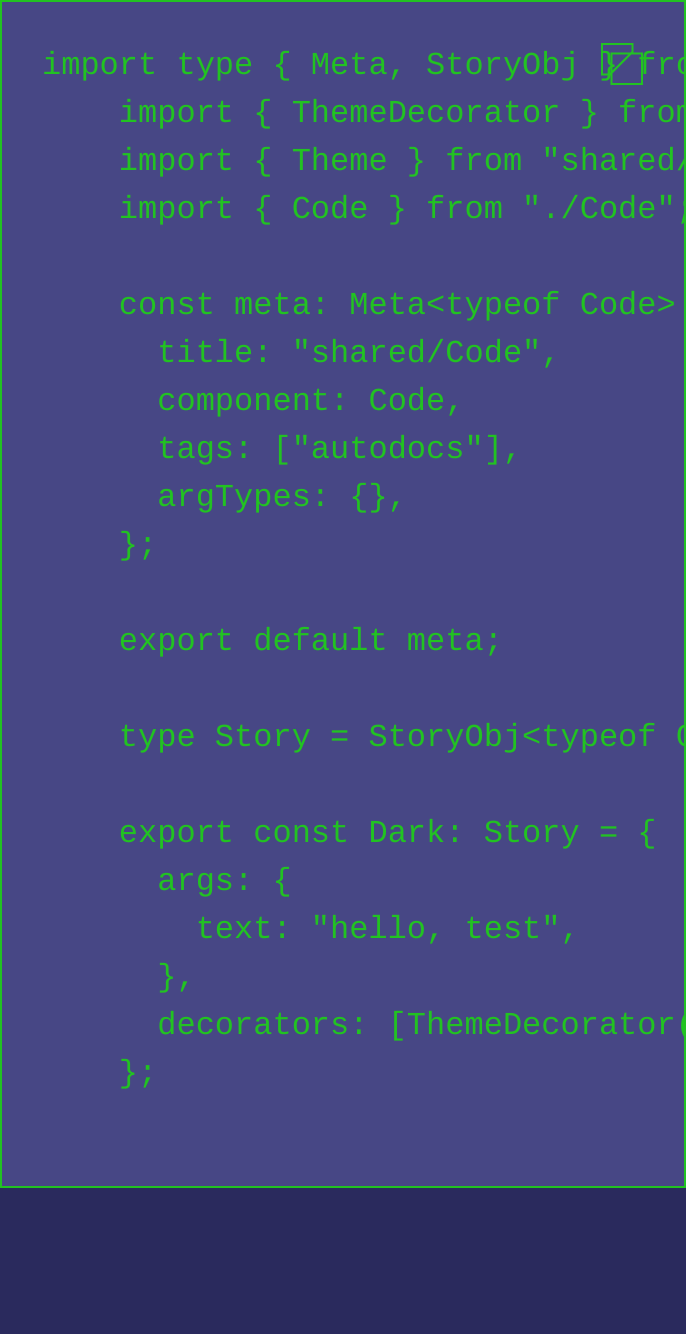 import type { Meta, StoryObj } fro
import { ThemeDecorator } from
import { Theme } from "shared/
import { Code } from "./Code";
const meta: Meta<typeof Code>
title: "shared/Code",
component: Code,
tags: ["autodocs"],
argTypes: {},
};
export default meta;
type Story = StoryObj<typeof C
export const Dark: Story = {
args: {
text: "hello, test",
},
decorators: [ThemeDecorator(
};